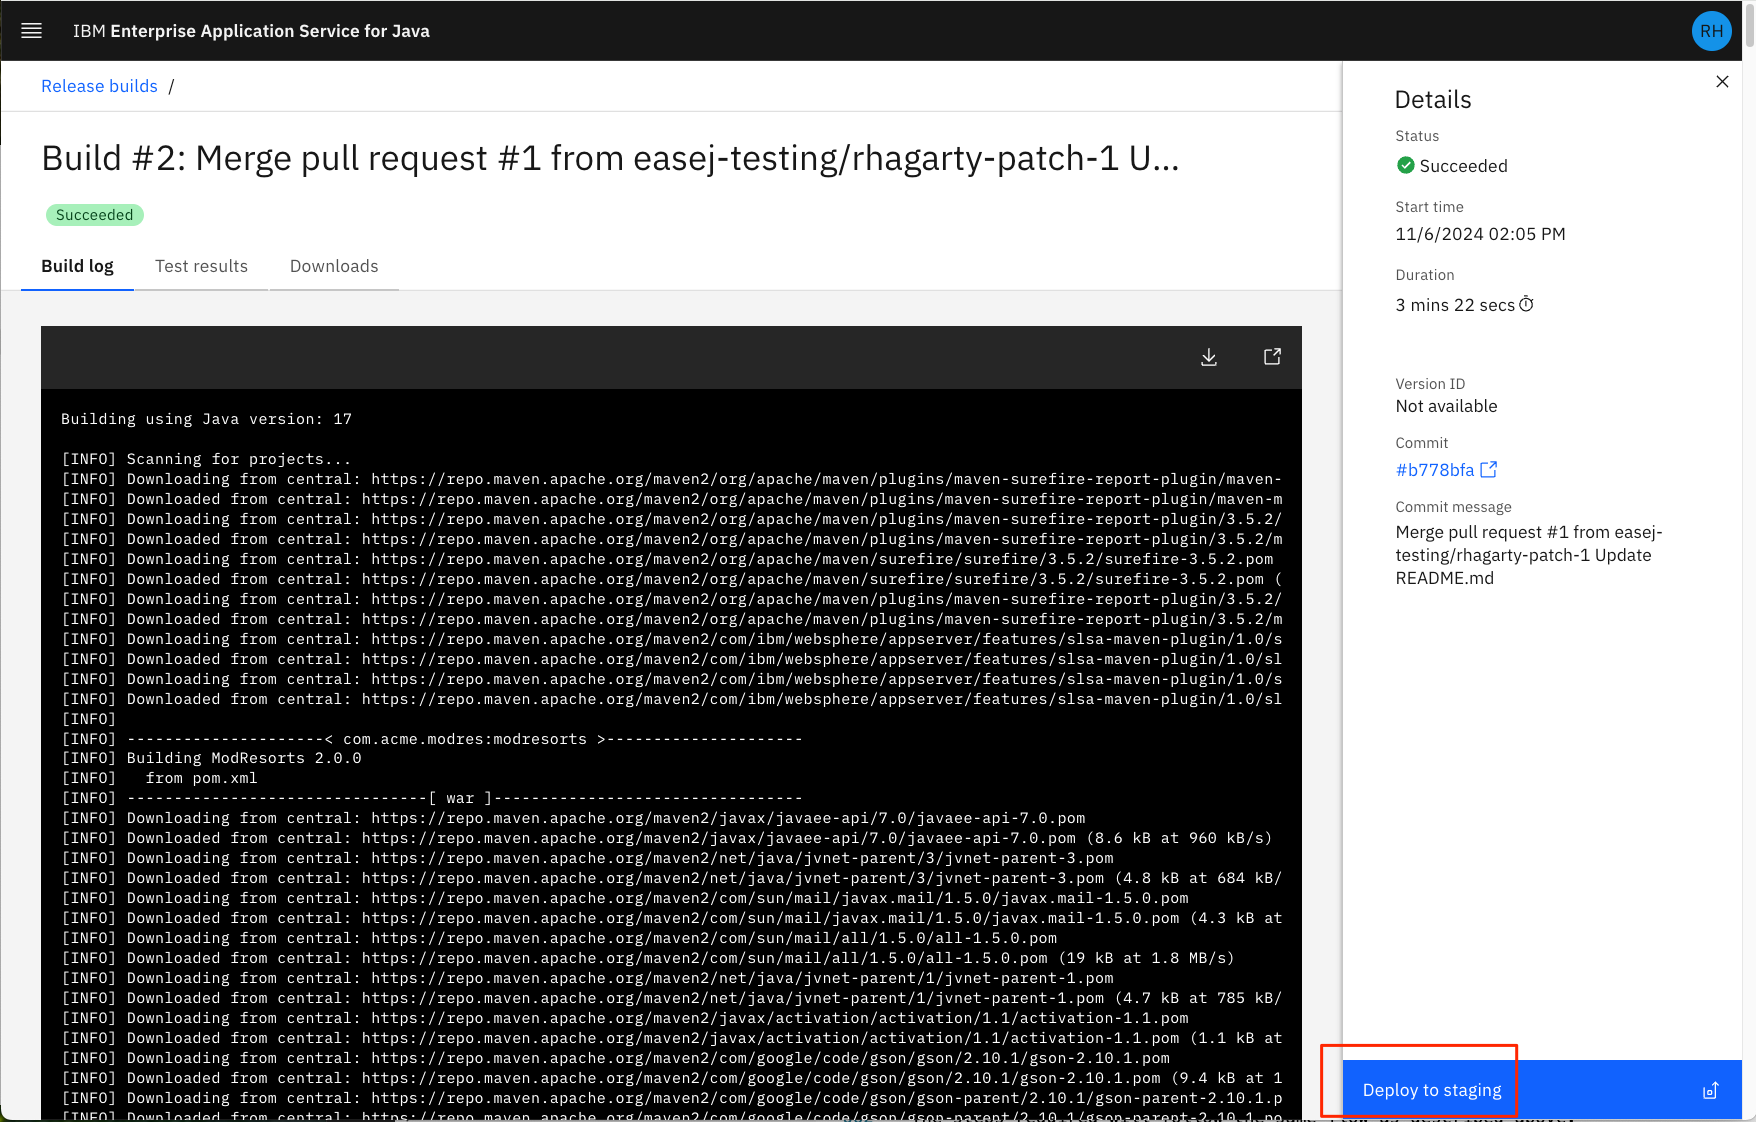 IBM Enterprise Application Service for Java
RH
Release builds /
Build #2: Merge pull request #1 from easej-testing/rhagarty-patch-1 U...
Succeeded
Build log
Test results
Downloads
Building using Java version: 17
[INFO] Scanning for projects...
[INFO] Downloading from central: https://repo.maven.apache.org/maven2/org/apache/maven/plugins/maven-surefire-report-plugin/maven-
[INFO] Downloaded from central: https://repo.maven.apache.org/maven2/org/apache/maven/plugins/maven-surefire-report-plugin/maven-m
[INFO] Downloading from central: https://repo.maven.apache.org/maven2/org/apache/maven/plugins/maven-surefire-report-plugin/3.5.2/
[INFO] Downloaded from central: https://repo.maven.apache.org/maven2/org/apache/maven/plugins/maven-surefire-report-plugin/3.5.2/m
[INFO] Downloading from central: https://repo.maven.apache.org/maven2/org/apache/maven/surefire/surefire/3.5.2/surefire-3.5.2.pom
[INFO] Downloaded from central: https://repo.maven.apache.org/maven2/org/apache/maven/surefire/surefire/3.5.2/surefire-3.5.2.pom (
[INFO] Downloading from central: https://repo.maven.apache.org/maven2/org/apache/maven/plugins/maven-surefire-report-plugin/3.5.2/
[INFO] Downloaded from central: https://repo.maven.apache.org/maven2/org/apache/maven/plugins/maven-surefire-report-plugin/3.5.2/m
[INFO] Downloading from central: https://repo.maven.apache.org/maven2/com/ibm/websphere/appserver/features/slsa-maven-plugin/1.0/s
[INFO] Downloaded from central: https://repo.maven.apache.org/maven2/com/ibm/websphere/appserver/features/slsa-maven-plugin/1.0/sl
[INFO] Downloading from central: https://repo.maven.apache.org/maven2/com/ibm/websphere/appserver/features/slsa-maven-plugin/1.0/s
[INFO] Downloaded from central: https://repo.maven.apache.org/maven2/com/ibm/websphere/appserver/features/slsa-maven-plugin/1.0/sl
[INFO]
[INFO] ---------------------< com.acme.modres:modresorts >---------------------
[INFO] Building ModResorts 2.0.0
[INFO]   from pom.xml
[INFO] --------------------------------[ war ]---------------------------------
[INFO] Downloading from central: https://repo.maven.apache.org/maven2/javax/javaee-api/7.0/javaee-api-7.0.pom
[INFO] Downloaded from central: https://repo.maven.apache.org/maven2/javax/javaee-api/7.0/javaee-api-7.0.pom (8.6 kB at 960 kB/s)
[INFO] Downloading from central: https://repo.maven.apache.org/maven2/net/java/jvnet-parent/3/jvnet-parent-3.pom
[INFO] Downloaded from central: https://repo.maven.apache.org/maven2/net/java/jvnet-parent/3/jvnet-parent-3.pom (4.8 kB at 684 kB/
[INFO] Downloading from central: https://repo.maven.apache.org/maven2/com/sun/mail/javax.mail/1.5.0/javax.mail-1.5.0.pom
[INFO] Downloaded from central: https://repo.maven.apache.org/maven2/com/sun/mail/javax.mail/1.5.0/javax.mail-1.5.0.pom (4.3 kB at
[INFO] Downloading from central: https://repo.maven.apache.org/maven2/com/sun/mail/all/1.5.0/all-1.5.0.pom
[INFO] Downloaded from central: https://repo.maven.apache.org/maven2/com/sun/mail/all/1.5.0/all-1.5.0.pom (19 kB at 1.8 MB/s)
[INFO] Downloading from central: https://repo.maven.apache.org/maven2/net/java/jvnet-parent/1/jvnet-parent-1.pom
[INFO] Downloaded from central: https://repo.maven.apache.org/maven2/net/java/jvnet-parent/1/jvnet-parent-1.pom (4.7 kB at 785 kB/
[INFO] Downloading from central: https://repo.maven.apache.org/maven2/javax/activation/activation/1.1/activation-1.1.pom
[INFO] Downloaded from central: https://repo.maven.apache.org/maven2/javax/activation/activation/1.1/activation-1.1.pom (1.1 kB at
[INFO] Downloading from central: https://repo.maven.apache.org/maven2/com/google/code/gson/gson/2.10.1/gson-2.10.1.pom
[INFO] Downloaded from central: https://repo.maven.apache.org/maven2/com/google/code/gson/gson/2.10.1/gson-2.10.1.pom (9.4 kB at 1
[INFO] Downloading from central: https://repo.maven.apache.org/maven2/com/google/code/gson/gson-parent/2.10.1/gson-parent-2.10.1.p
[INFO] Downloaded from central: https://repo.maven.apache.org/maven2/com/google/code/gson/gson-parent/2.10.1/gson-parent-2.10.1.po
Details
Status
Succeeded
Start time
11/6/2024 02:05 PM
Duration
3 mins 22 secs
Version ID
Not available
Commit
#b778bfa
Commit message
Merge pull request #1 from easej-
testing/rhagarty-patch-1 Update
README.md
Deploy to staging